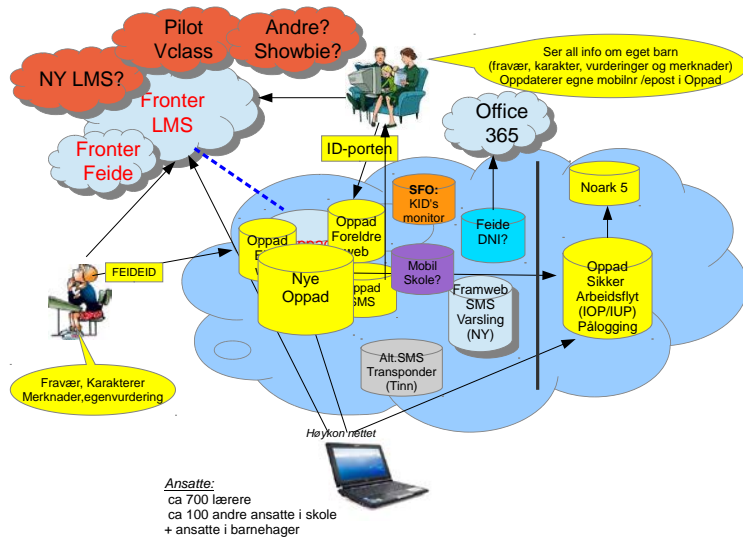 Pilot
Vclass
Andre?
Showbie?
NY LMS?
Fronter
LMS
Fronter
Feide
Ser all info om eget barn
(fravær, karakter, vurderinger og merknader)
Oppdaterer egne mobilnr /epost i Oppad
Office
365
ID-porten
SFO:
KID's
monitor
Noark 5
Oppad
Foreldre
web
Feide
DNI?
Oppad
FEIDEID
Nye
Oppad
SMS
Mobil
Skole?
Oppad
Sikker
Arbeidsflyt
(IOP/IUP)
Pålogging
Framweb
SMS
Varsling
(NY)
Alt.SMS
Transponder
(Tinn)
Fravær, Karakterer
Merknader,egenvurdering
Høykon nettet
Ansatte:
ca 700 lærere
ca 100 andre ansatte i skole
+ ansatte i barnehager